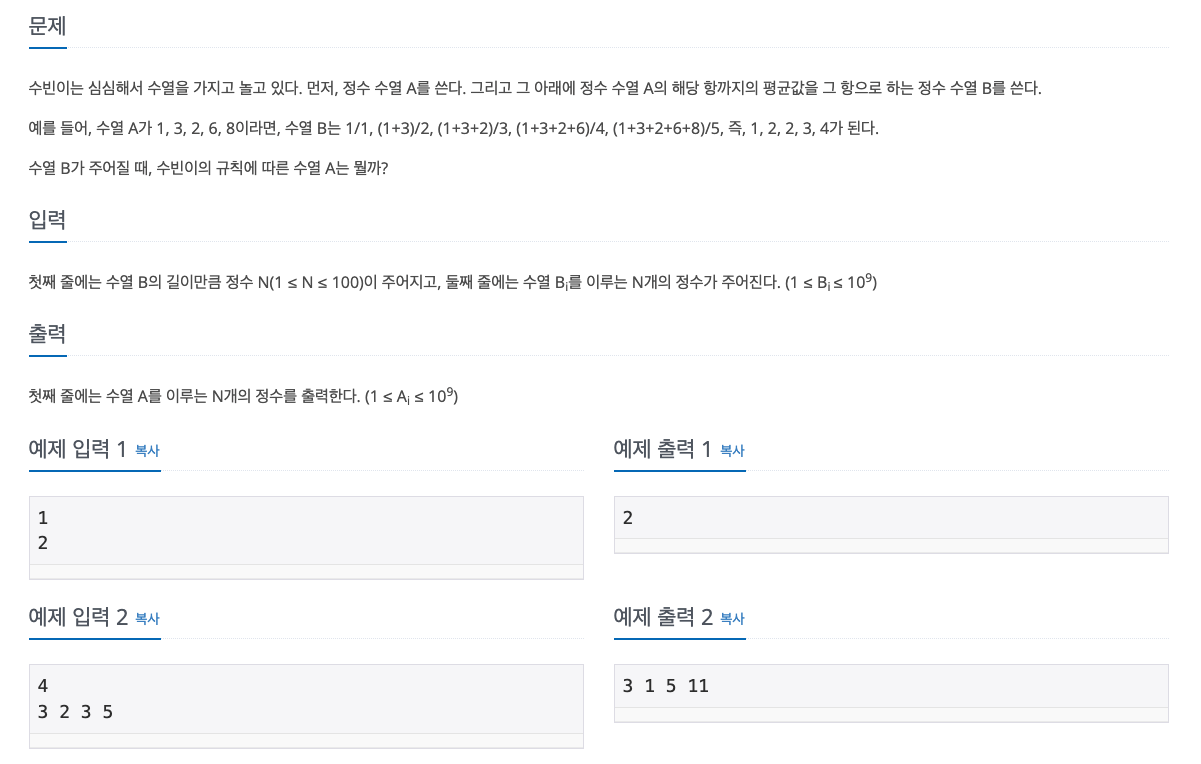 문제
수빈이는 심심해서 수열을 가지고 놀고 있다. 먼저, 정수 수열 A를 쓴다. 그리고 그 아래에 정수 수열 A의 해당 항까지의 평균값을 그 항으로 하는 정수 수열 B를 쓴다.
예를 들어, 수열 A가 1, 3, 2, 6, 8이라면, 수열 B는 1/1, (1+3)/2, (1+3+2)/3, (1+3+2+6)/4, (1+3+2+6+8)/5, 즉, 1, 2, 2, 3, 4가 된다.
수열 B가 주어질 때, 수빈이의 규칙에 따른 수열 A는 뭘까?
입력
첫째 줄에는 수열 B의 길이만큼 정수 N(1 ≤ N ≤ 100)이 주어지고, 둘째 줄에는 수열 Bᵢ를 이루는 N개의 정수가 주어진다. (1 ≤ Bᵢ ≤ 10⁹)
출력
첫째 줄에는 수열 A를 이루는 N개의 정수를 출력한다. (1 ≤ Aᵢ ≤ 10⁹)
예제 입력 1 복사
1
2
예제 출력 1 복사
2
예제 입력 2 복사
4
3 2 3 5
예제 출력 2 복사
3 1 5 11